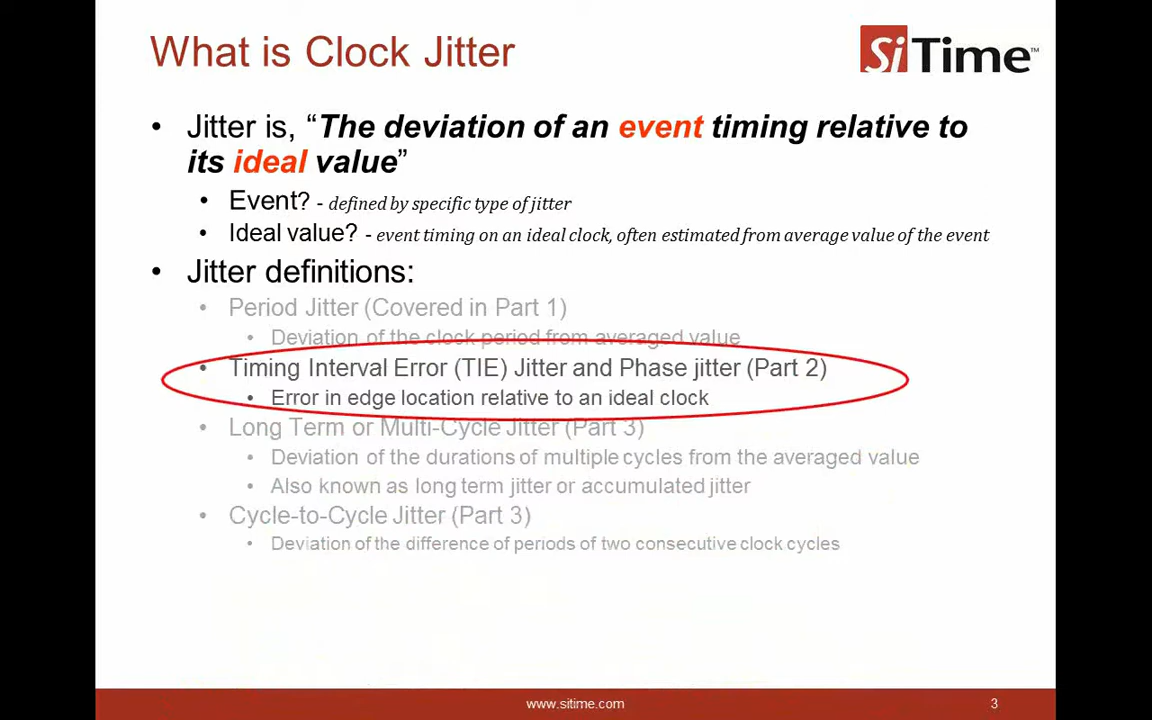 What is Clock Jitter
SiTime™
• Jitter is, “The deviation of an event timing relative to
its ideal value”
• Event? - defined by specific type of jitter
• Ideal value? - event timing on an ideal clock, often estimated from average value of the event
• Jitter definitions:
• Period Jitter (Covered in Part 1)
• Deviation of the clock period from averaged value
• Timing Interval Error (TIE) Jitter and Phase jitter (Part 2)
• Error in edge location relative to an ideal clock
• Long Term or Multi-Cycle Jitter (Part 3)
• Deviation of the durations of multiple cycles from the averaged value
• Also known as long term jitter or accumulated jitter
• Cycle-to-Cycle Jitter (Part 3)
• Deviation of the difference of periods of two consecutive clock cycles
www.sitime.com
3